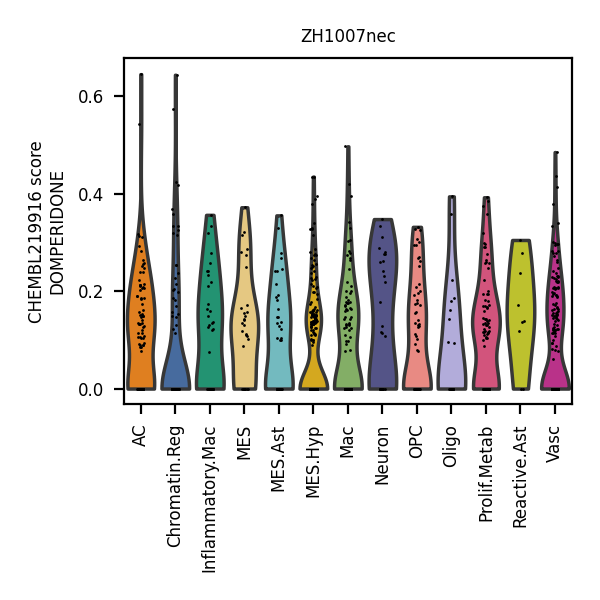 ZH1007nec
CHEMBL219916 score
DOMPERIDONE
0.6
0.4
0.2
0.0
AC
Chromatin.Reg
Inflammatory.Mac
MES
MES.Ast
MES.Hyp
Mac
Neuron
OPC
Oligo
Prolif.Metab
Reactive.Ast
Vasc